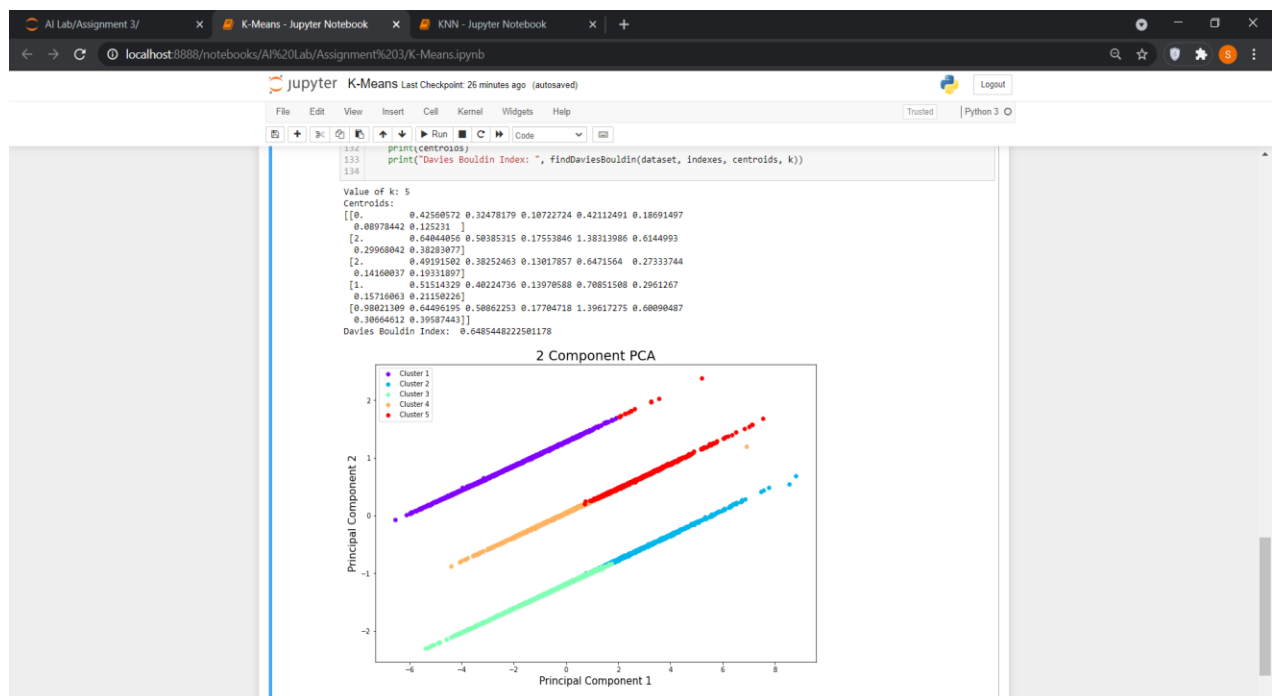 AI Lab/Assignment 3/
K-Means - Jupyter Notebook
KNN - Jupyter Notebook
localhost:8888/notebooks/AI%20Lab/Assignment%203/K-Means.ipynb
S
jupyter K-Means Last Checkpoint: 26 minutes ago (autosaved)
Logout
File Edit View Insert Cell Kernel Widgets Help
Trusted
Python 3
Run
Code
132 print(centroids)
133 print("Davies Bouldin Index: ", findDaviesBouldin(dataset, indexes, centroids, k))
134
Value of k: 5
Centroids:
[[0. 0.42560572 0.32478179 0.10722724 0.42112491 0.18691497
0.08978442 0.125231 ]
[2. 0.64044056 0.50385315 0.17553846 1.38313986 0.6144993
0.29968042 0.38283077]
[2. 0.49191502 0.38252463 0.13017857 0.6471564 0.27333744
0.14160037 0.19331897]
[1. 0.51514329 0.40224736 0.13970588 0.70851508 0.2961267
0.15716063 0.21150226]
[0.98021309 0.64496195 0.50862253 0.17704718 1.39617275 0.60090487
0.30664612 0.39587443]]
Davies Bouldin Index: 0.6485448222501178
2 Component PCA
Cluster 1
Cluster 2
Cluster 3
Cluster 4
Cluster 5
2
1
0
−1
−2
Principal Component 2
−6 −4 −2 0 2 4 6 8
Principal Component 1